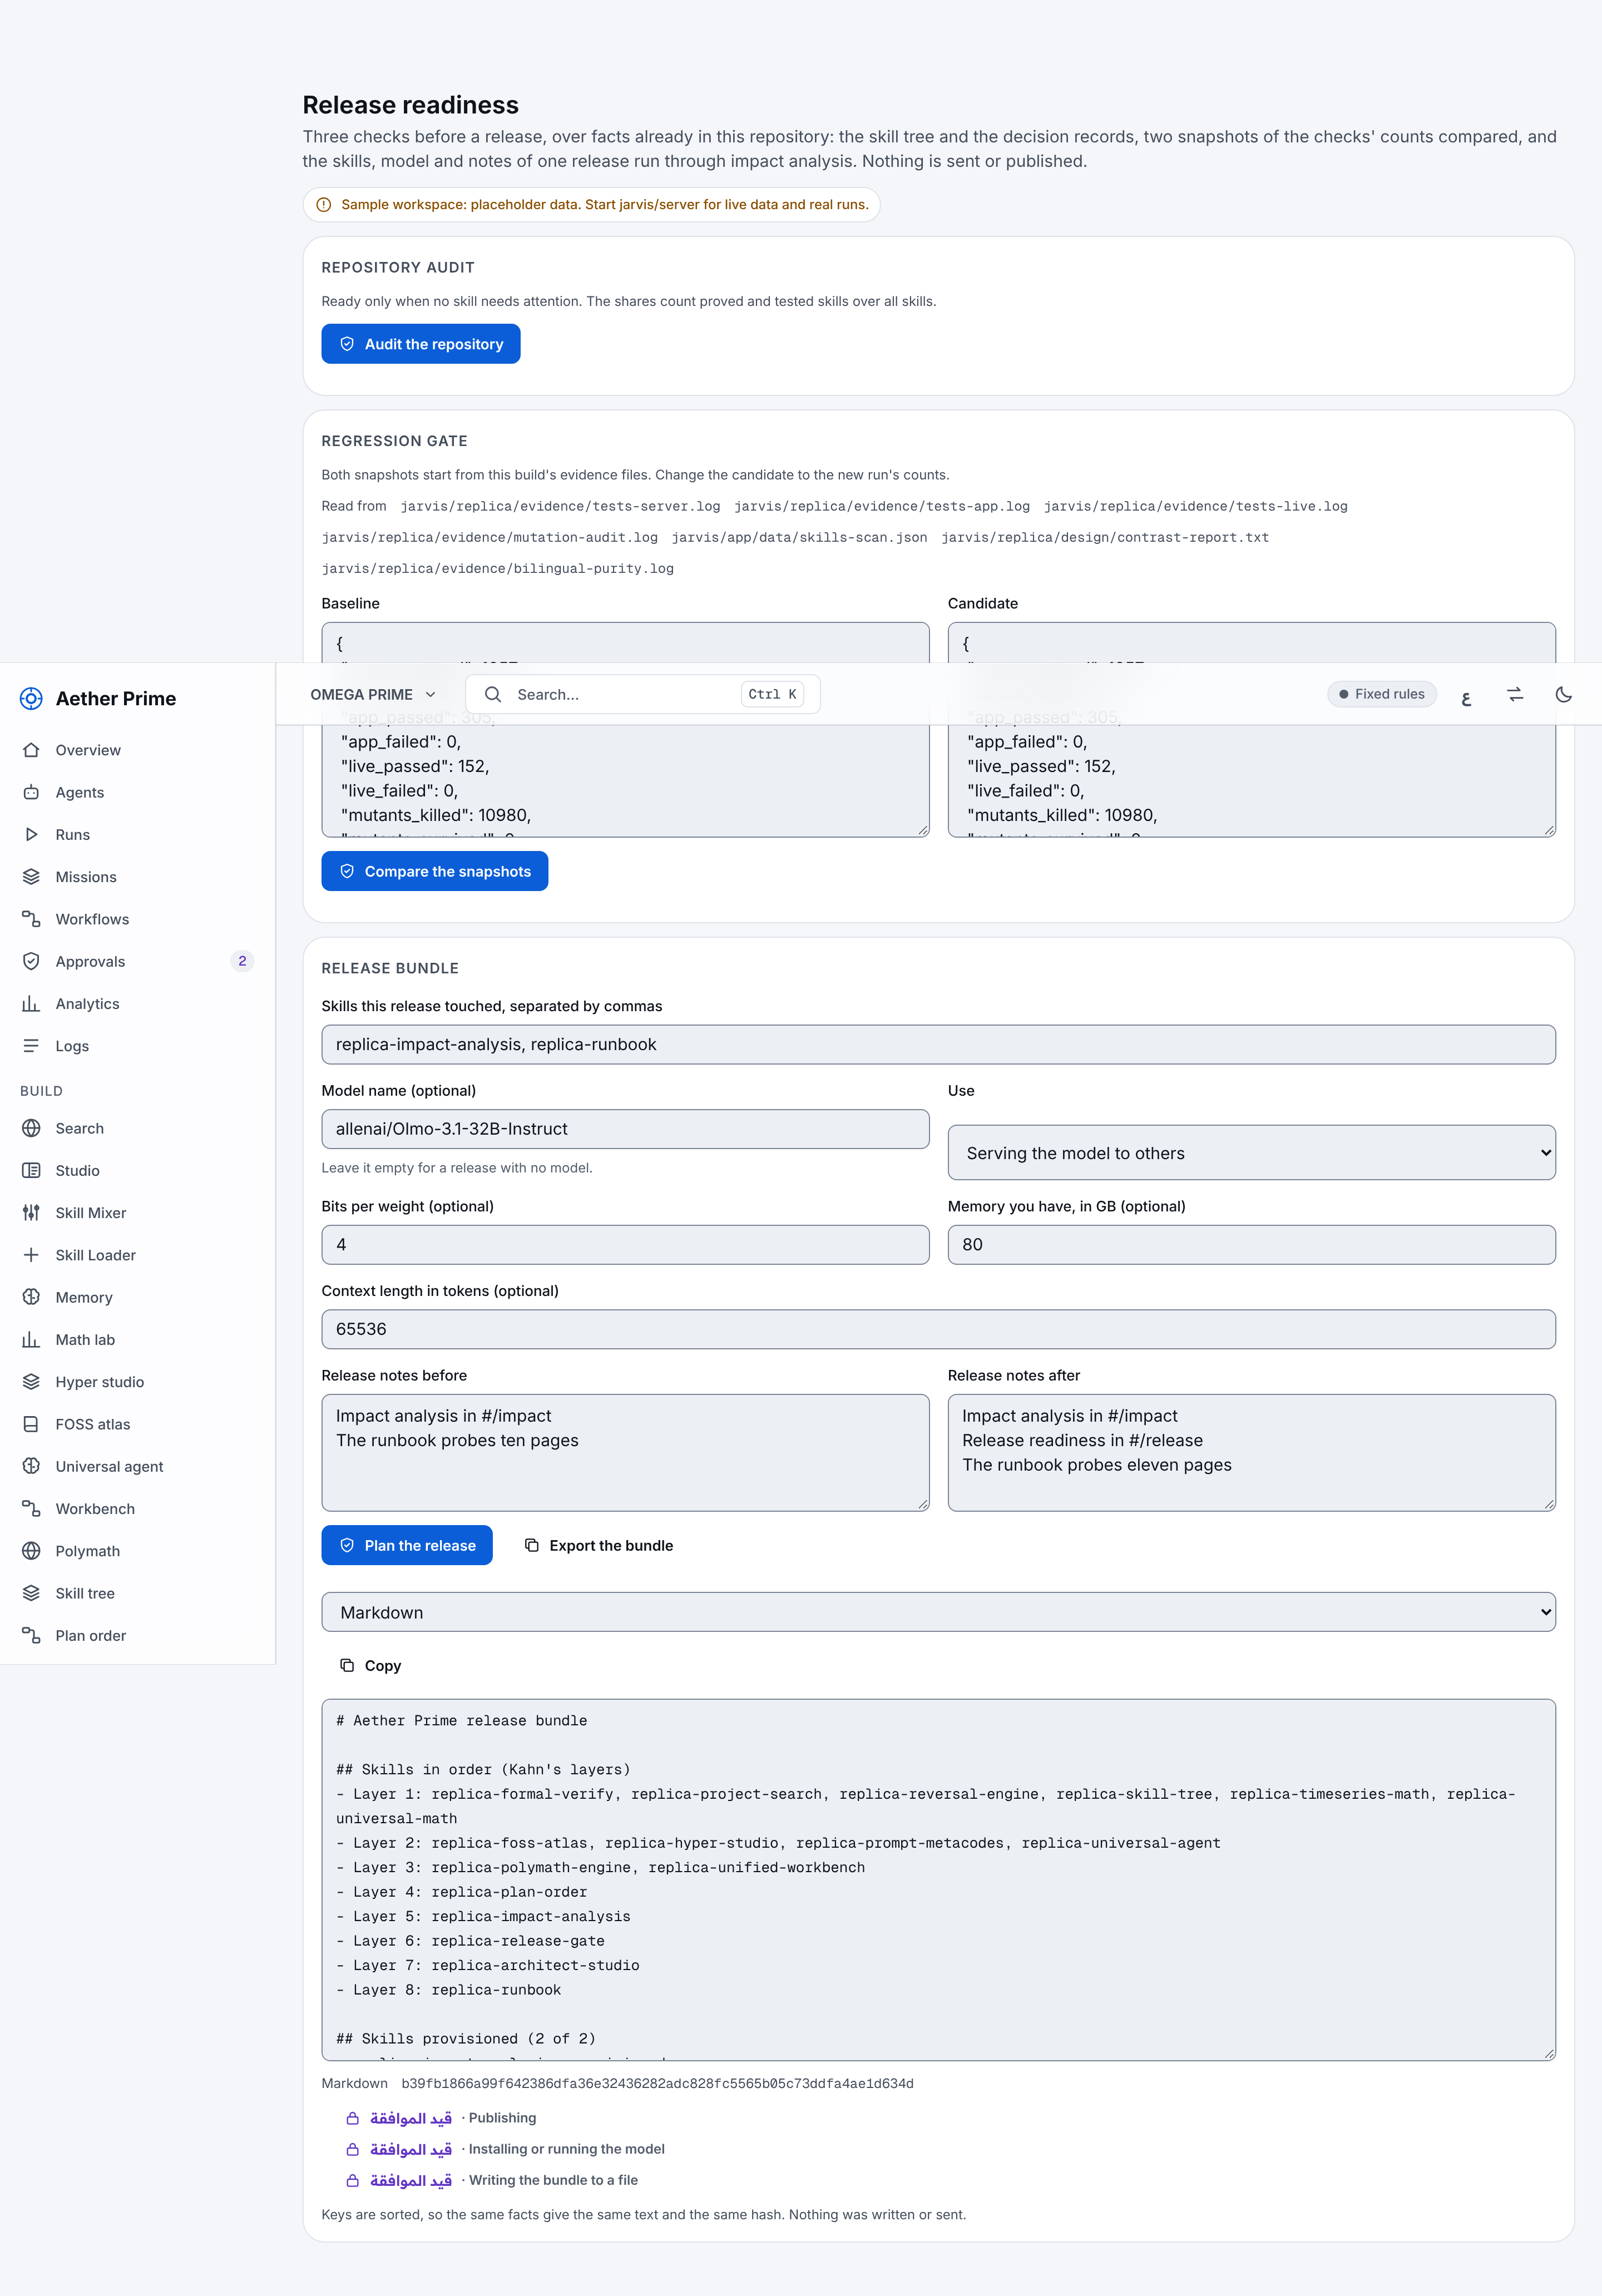 Release readiness
Three checks before a release, over facts already in this repository: the skill tree and the decision records, two snapshots of the checks' counts compared, and
the skills, model and notes of one release run through impact analysis. Nothing is sent or published.
Sample workspace: placeholder data. Start jarvis/server for live data and real runs.
REPOSITORY AUDIT
Ready only when no skill needs attention. The shares count proved and tested skills over all skills.
Audit the repository
REGRESSION GATE
Both snapshots start from this build's evidence files. Change the candidate to the new run's counts.
Read from jarvis/replica/evidence/tests-server.log jarvis/replica/evidence/tests-app.log jarvis/replica/evidence/tests-live.log
jarvis/replica/evidence/mutation-audit.log jarvis/app/data/skills-scan.json jarvis/replica/design/contrast-report.txt
jarvis/replica/evidence/bilingual-purity.log
Baseline
{
"app_passed": 305,
"app_failed": 0,
"live_passed": 152,
"live_failed": 0,
"mutants_killed": 10980,
Candidate
{
"app_passed": 305,
"app_failed": 0,
"live_passed": 152,
"live_failed": 0,
"mutants_killed": 10980,
Compare the snapshots
Aether Prime
OMEGA PRIME
Search...
Ctrl K
Fixed rules
ع
Overview
Agents
Runs
Missions
Workflows
Approvals 2
Analytics
Logs
BUILD
Search
Studio
Skill Mixer
Skill Loader
Memory
Math lab
Hyper studio
FOSS atlas
Universal agent
Workbench
Polymath
Skill tree
Plan order
RELEASE BUNDLE
Skills this release touched, separated by commas
replica-impact-analysis, replica-runbook
Model name (optional)
allenai/Olmo-3.1-32B-Instruct
Leave it empty for a release with no model.
Use
Serving the model to others
Bits per weight (optional)
4
Memory you have, in GB (optional)
80
Context length in tokens (optional)
65536
Release notes before
Impact analysis in #/impact
The runbook probes ten pages
Release notes after
Impact analysis in #/impact
Release readiness in #/release
The runbook probes eleven pages
Plan the release
Export the bundle
Markdown
Copy
# Aether Prime release bundle
## Skills in order (Kahn's layers)
- Layer 1: replica-formal-verify, replica-project-search, replica-reversal-engine, replica-skill-tree, replica-timeseries-math, replica-
universal-math
- Layer 2: replica-foss-atlas, replica-hyper-studio, replica-prompt-metacodes, replica-universal-agent
- Layer 3: replica-polymath-engine, replica-unified-workbench
- Layer 4: replica-plan-order
- Layer 5: replica-impact-analysis
- Layer 6: replica-release-gate
- Layer 7: replica-architect-studio
- Layer 8: replica-runbook
## Skills provisioned (2 of 2)
Markdown b39fb1866a99f642386dfa36e32436282adc828fc5565b05c73ddfa4ae1d634d
قيد الموافقة · Publishing
قيد الموافقة · Installing or running the model
قيد الموافقة · Writing the bundle to a file
Keys are sorted, so the same facts give the same text and the same hash. Nothing was written or sent.